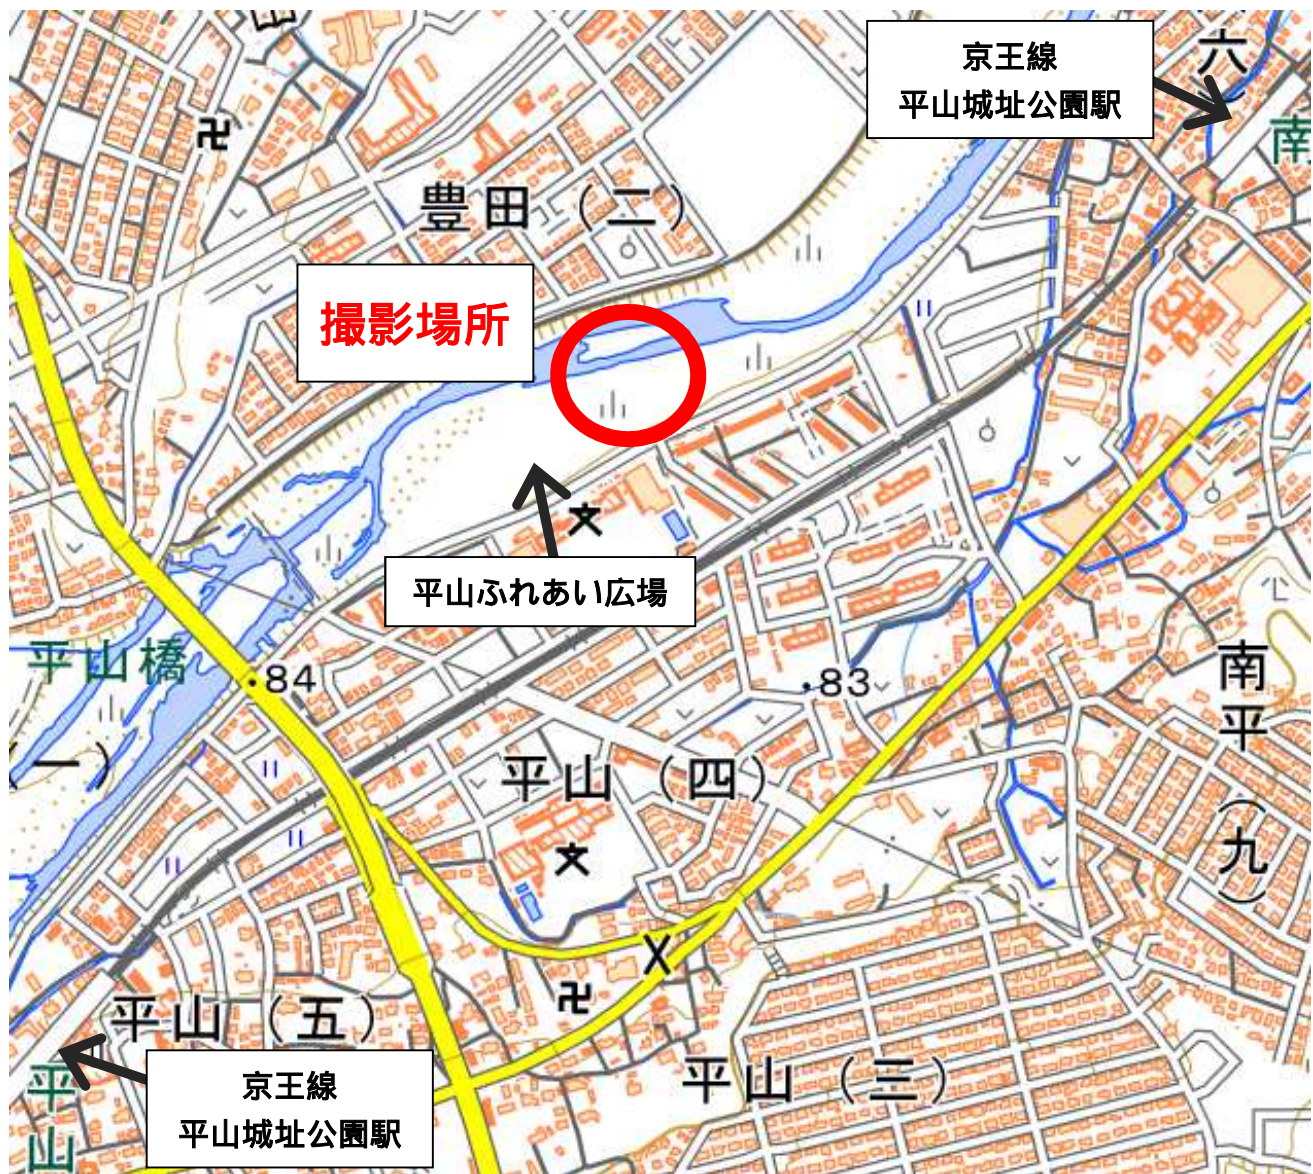 六
京王線
平山城址公園駅
南
豊田（二）
撮影場所
平山ふれあい広場
平山橋
84
83
南平（九）
（一）
平山（四）
平山（五）
平山（三）
平山
京王線
平山城址公園駅